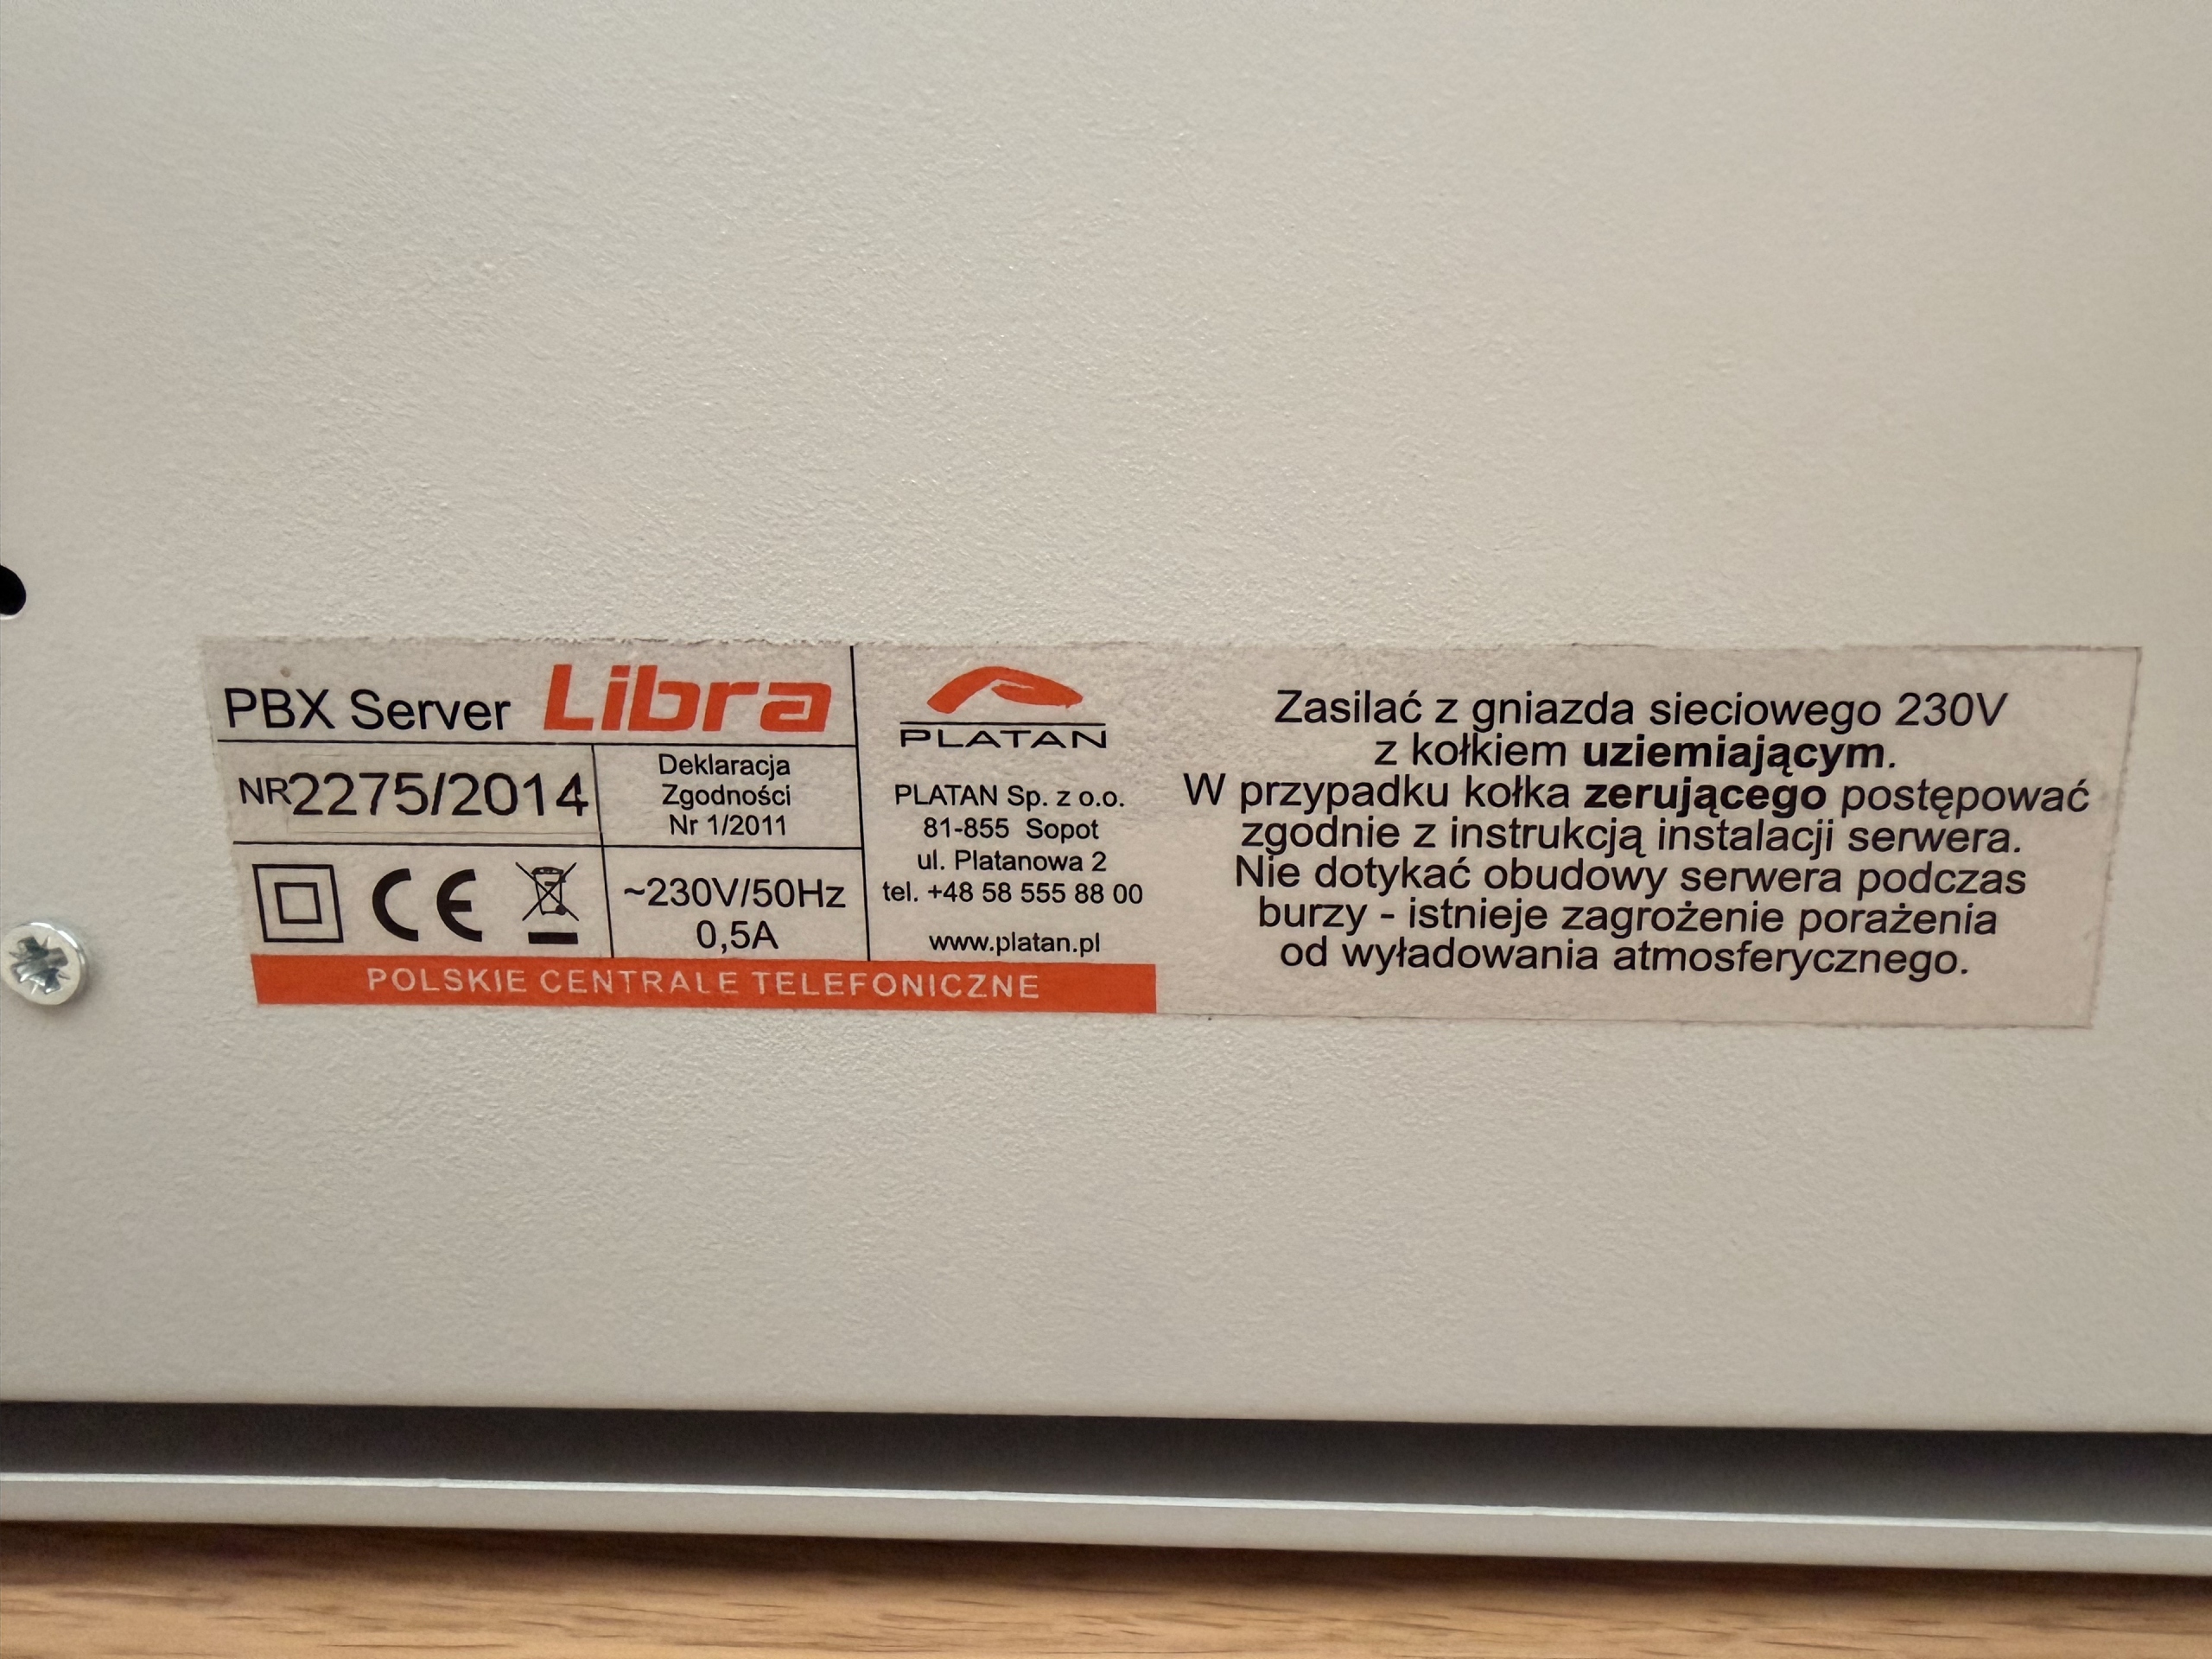 PBX Server Libra
NR2275/2014
Deklaracja
Zgodności
Nr 1/2011
CE
~230V/50Hz
0,5A
PLATAN
PLATAN Sp. z o.o.
81-855 Sopot
ul. Platanowa 2
tel. +48 58 555 88 00
www.platan.pl
POLSKIE CENTRALE TELEFONICZNE
Zasilać z gniazda sieciowego 230V
z kołkiem uziemiającym.
W przypadku kołka zerującego postępować
zgodnie z instrukcją instalacji serwera.
Nie dotykać obudowy serwera podczas
burzy - istnieje zagrożenie porażenia
od wyładowania atmosferycznego.